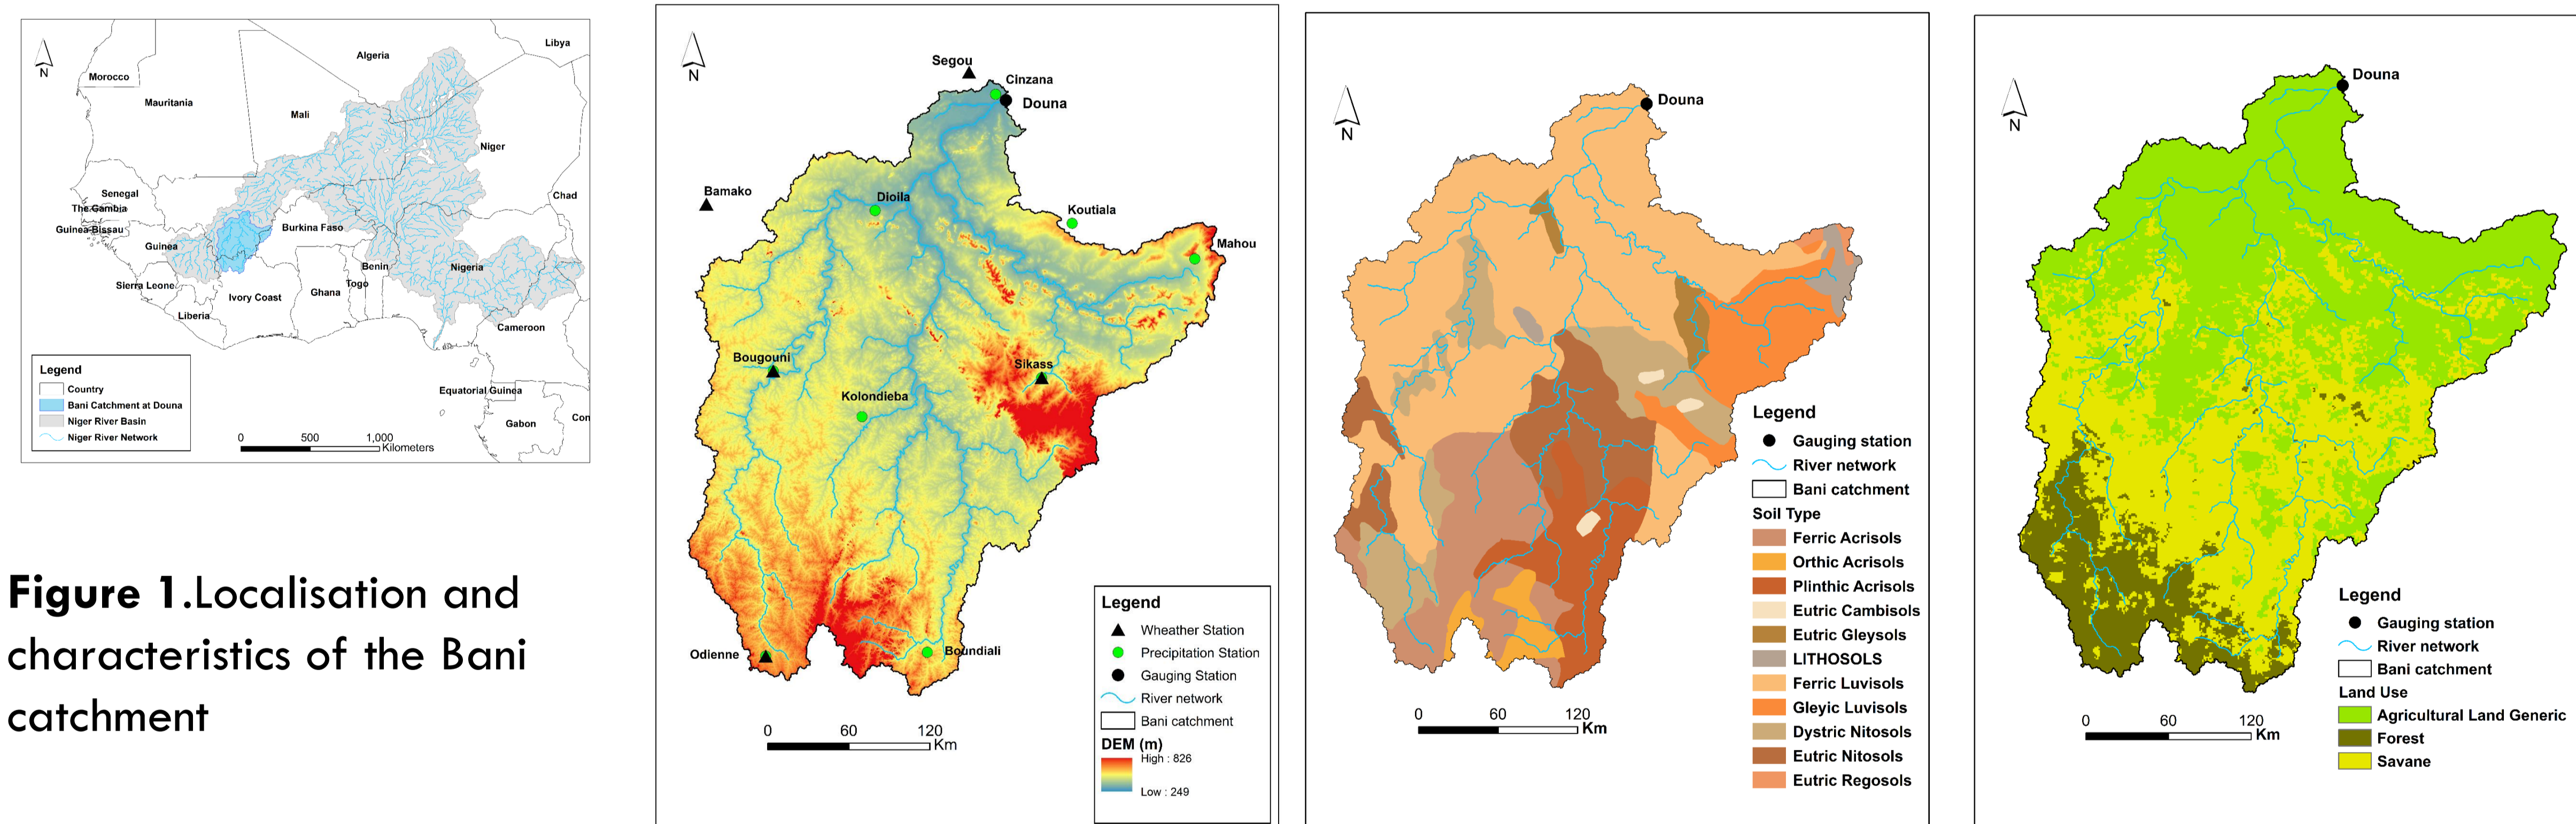 N
Libya
Algeria
Morocco
Mauritania
Mali
Niger
Senegal
Chad
The Gambia
Guinea-Bissau
Burkina Faso
Guinea
Benin
Nigeria
Sierra Leone
Togo
Ivory Coast
Ghana
Liberia
Cameroon
Equatorial Guinea
Gabon
Con
Legend
Country
Bani Catchment at Douna
Niger River Basin
Niger River Network
0 500 1,000
Kilometers
Figure 1.Localisation and
characteristics of the Bani
catchment
N
Segou
Cinzana
Douna
Bamako
Dioila
Koutiala
Mahou
Bougouni
Sikass
Kolondieba
Odienne
Boundiali
0 60 120
Km
Legend
Wheather Station
Precipitation Station
Gauging Station
River network
Bani catchment
DEM (m)
High : 826
Low : 249
N
Douna
0 60 120
Km
Legend
Gauging station
River network
Bani catchment
Soil Type
Ferric Acrisols
Orthic Acrisols
Plinthic Acrisols
Eutric Cambisols
Eutric Gleysols
LITHOSOLS
Ferric Luvisols
Gleyic Luvisols
Dystric Nitosols
Eutric Nitosols
Eutric Regosols
N
Douna
0 60 120
Km
Legend
Gauging station
River network
Bani catchment
Land Use
Agricultural Land Generic
Forest
Savane